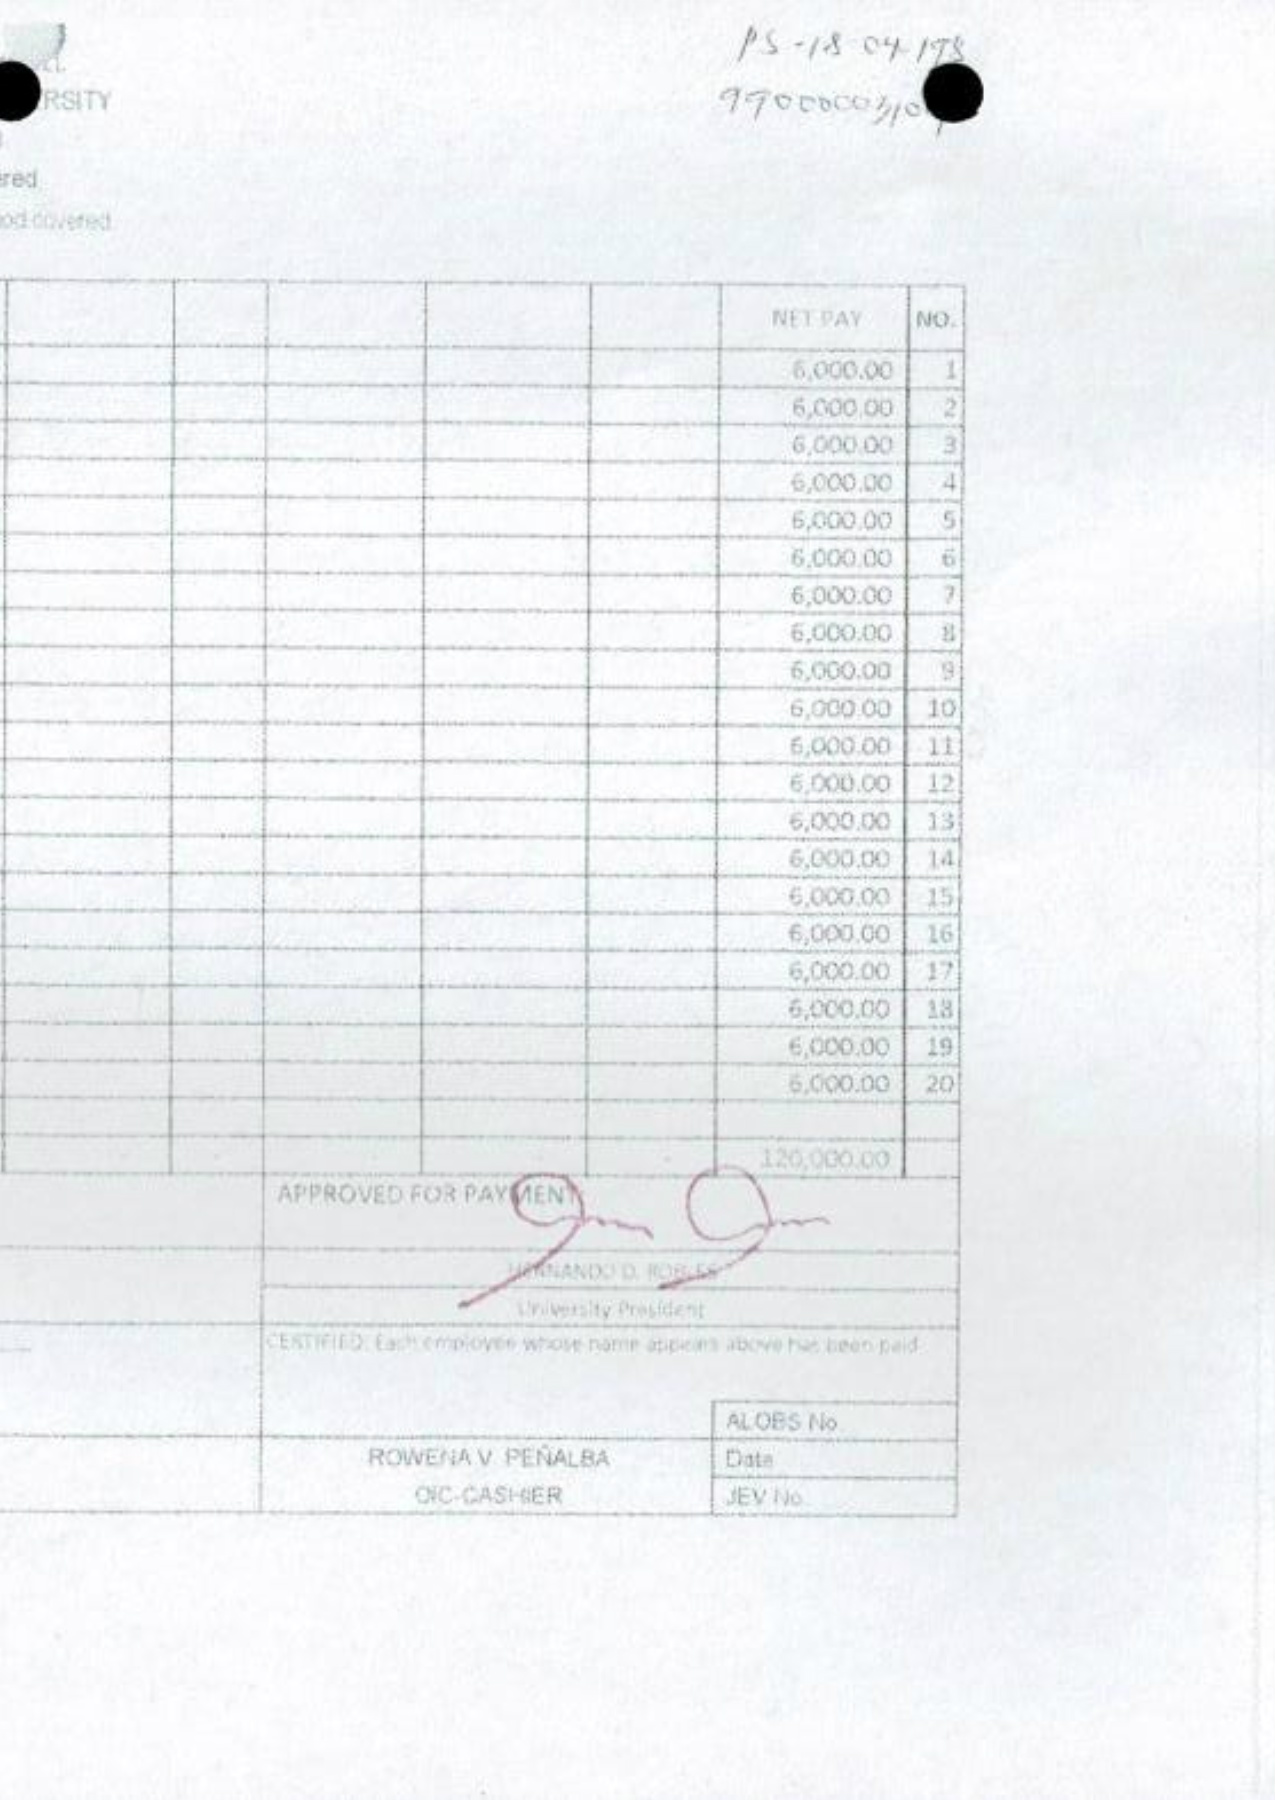 PS-18-04-198
RSITY
ered
od covered
NET PAY NO.
6,000.00 1
6,000.00 2
6,000.00 3
6,000.00 4
6,000.00 5
6,000.00 6
6,000.00 7
6,000.00 8
6,000.00 9
6,000.00 10
6,000.00 11
6,000.00 12
6,000.00 13
6,000.00 14
6,000.00 15
6,000.00 16
6,000.00 17
6,000.00 18
6,000.00 19
6,000.00 20
120,000.00
APPROVED FOR PAYMENT
HERNANDO D. ROBLES
University President
CERTIFIED: Each employee whose name appears above has been paid
ALOBS No.
ROWENA V. PEÑALBA Date
OIC-CASHIER JEV No.